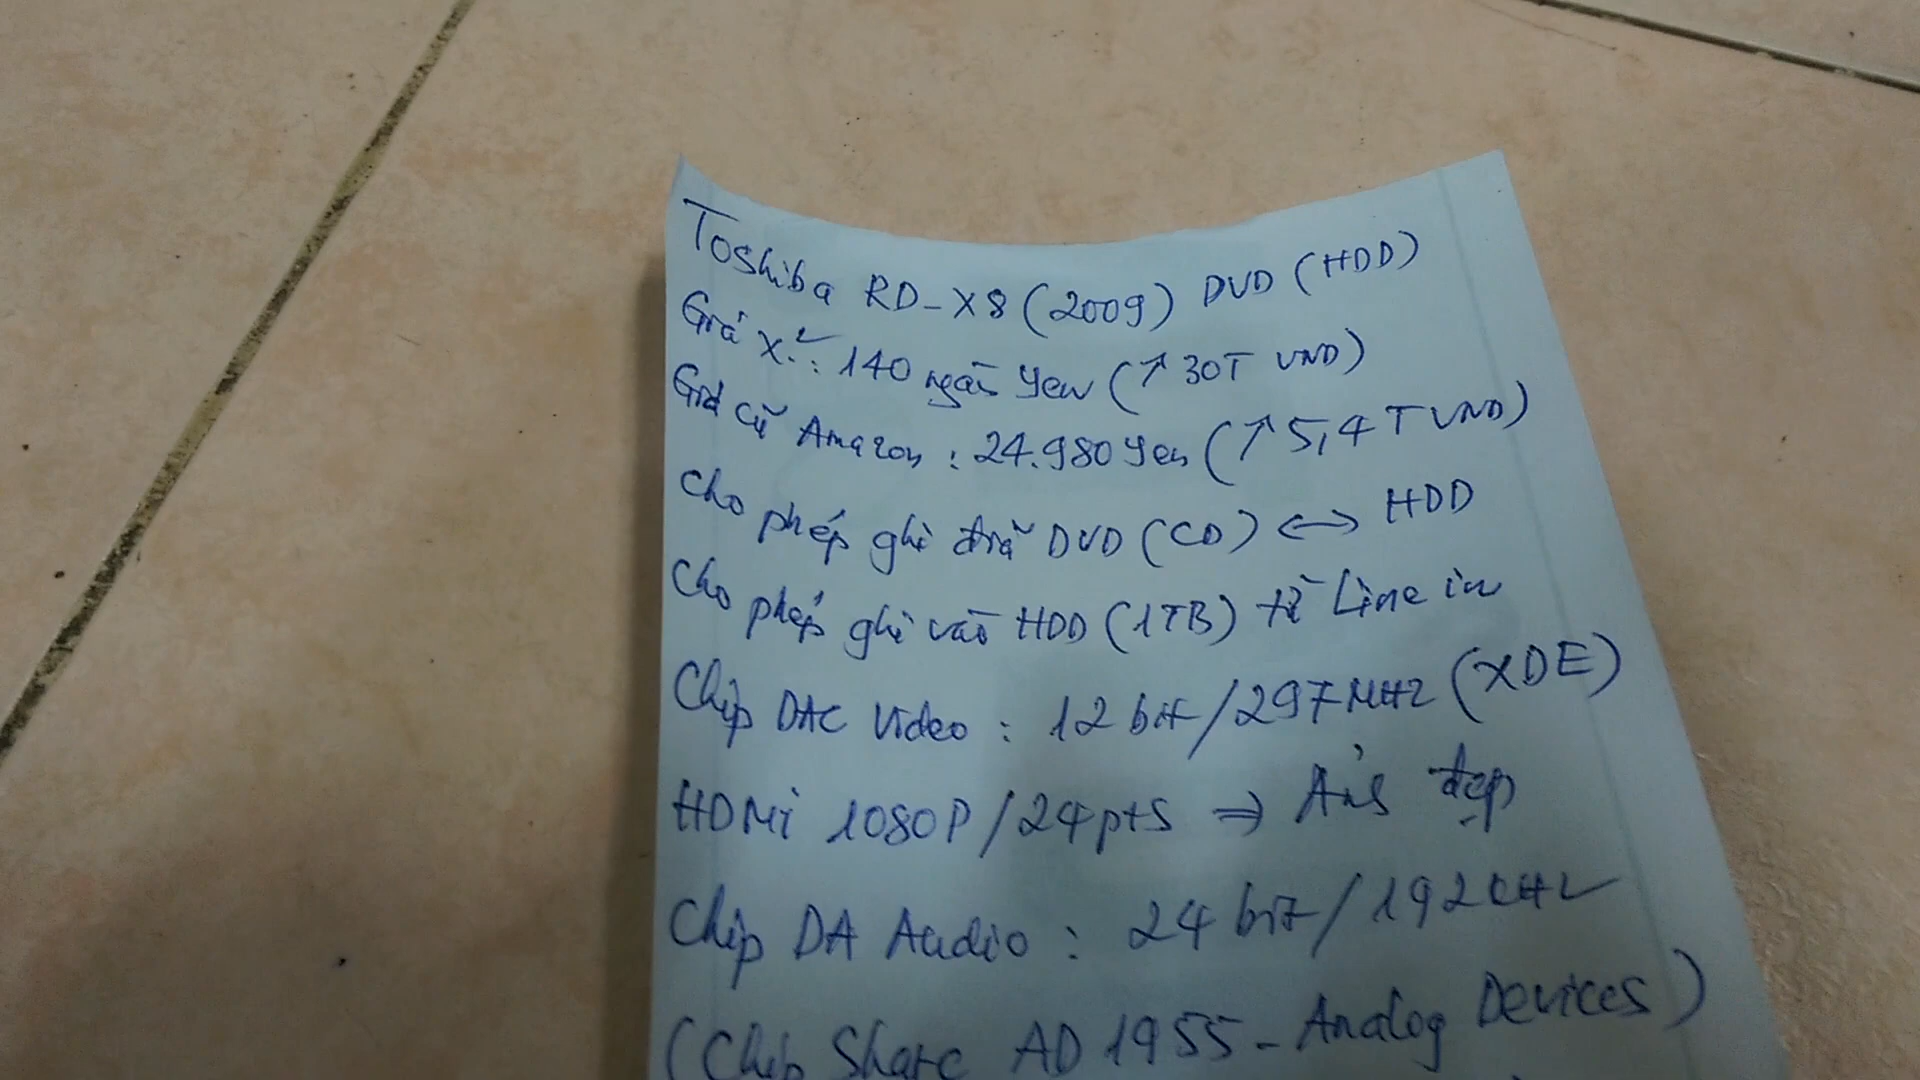 Toshiba RD-X8 (2009) DVD (HDD)
Giá x²: 140 ngàn Yen (↑ 30T VND)
Giá cũ Amazon: 24.980 Yen (↑ 5,4 T VND)
Cho phép ghi đĩa DVD (CD) ↔ HDD
Cho phép ghi vào HDD (1TB) từ Line in
Chip DAC Video: 12 bit/297MHz (XDE)
HDMi 1080P/24pts ⇒ Ảnh đẹp
Chip DA Audio: 24 bit/192kHz
(Chip Sharc AD 1955 - Analog Devices)